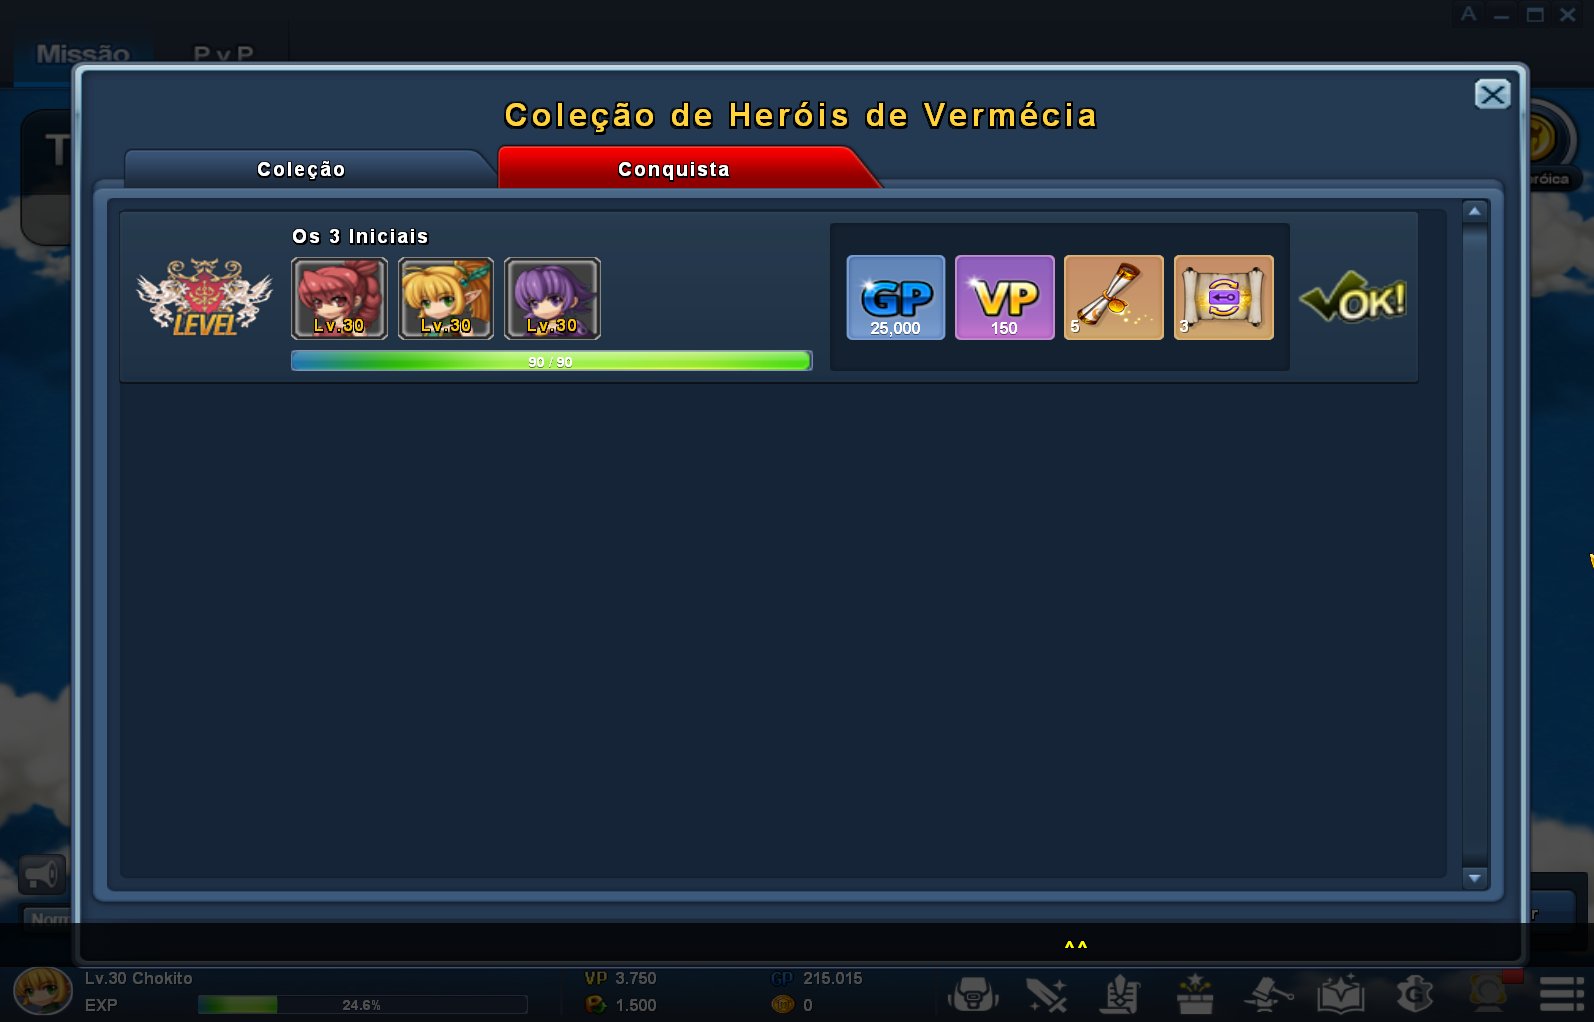 A
Missão
P v P
Coleção de Heróis de Vermécia
Coleção
Conquista
Os 3 Iniciais
LEVEL
Lv.30
Lv.30
Lv.30
90 / 90
GP
25,000
VP
150
5
3
OK!
^^
Lv.30 Chokito
EXP
24.6%
VP 3.750
1.500
GP 215.015
0
G